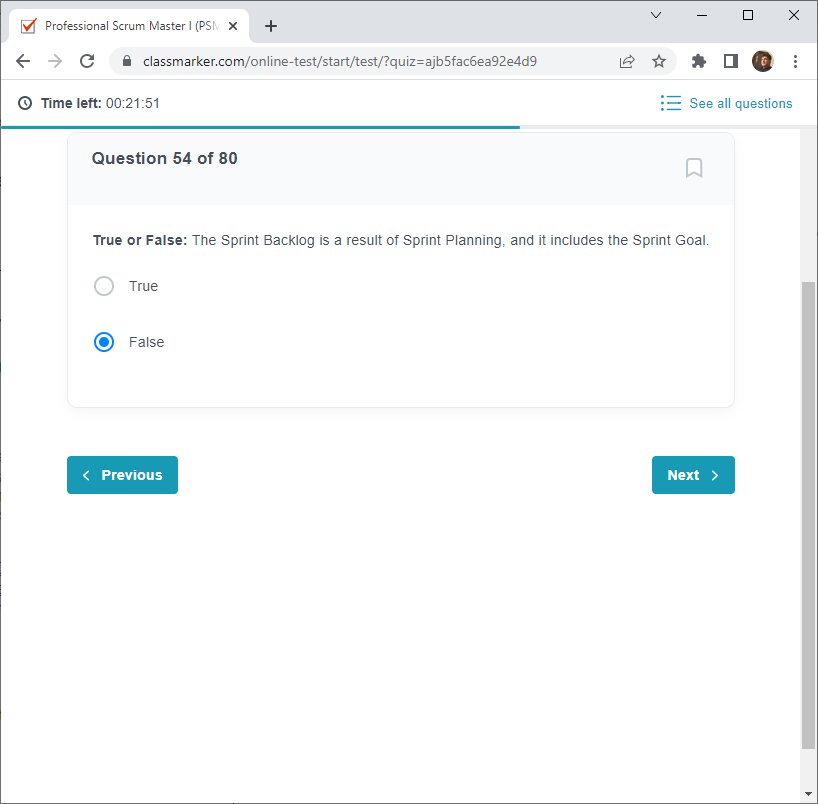 Professional Scrum Master I (PSM
classmarker.com/online-test/start/test/?quiz=ajb5fac6ea92e4d9
Time left: 00:21:51
See all questions
Question 54 of 80
True or False: The Sprint Backlog is a result of Sprint Planning, and it includes the Sprint Goal.
True
False
Previous
Next